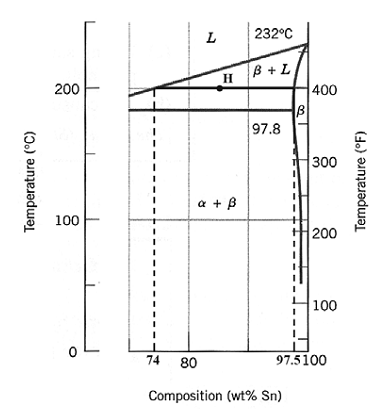 L
232°C
β + L
H
200
400
β
97.8
300
Temperature (°C)
Temperature (°F)
α + β
100
200
100
0
74
80
97.5
100
Composition (wt% Sn)